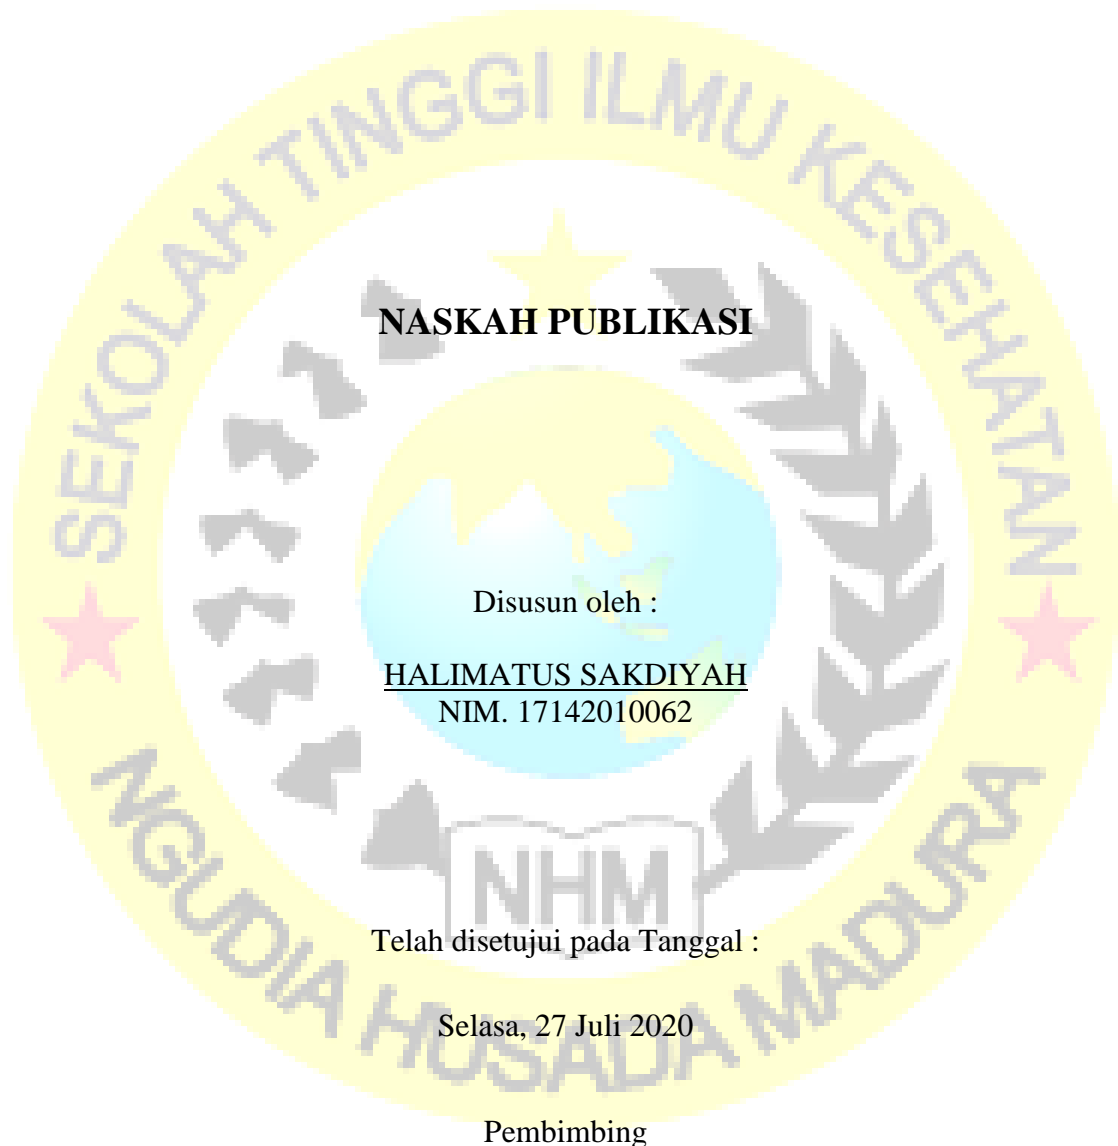 SEKOLAH TINGGI ILMU KESEHATAN
NASKAH PUBLIKASI
Disusun oleh :
HALIMATUS SAKDIYAH
NIM. 17142010062
NHM
Telah disetujui pada Tanggal :
Selasa, 27 Juli 2020
NGUDIA HUSADA MADURA
Pembimbing